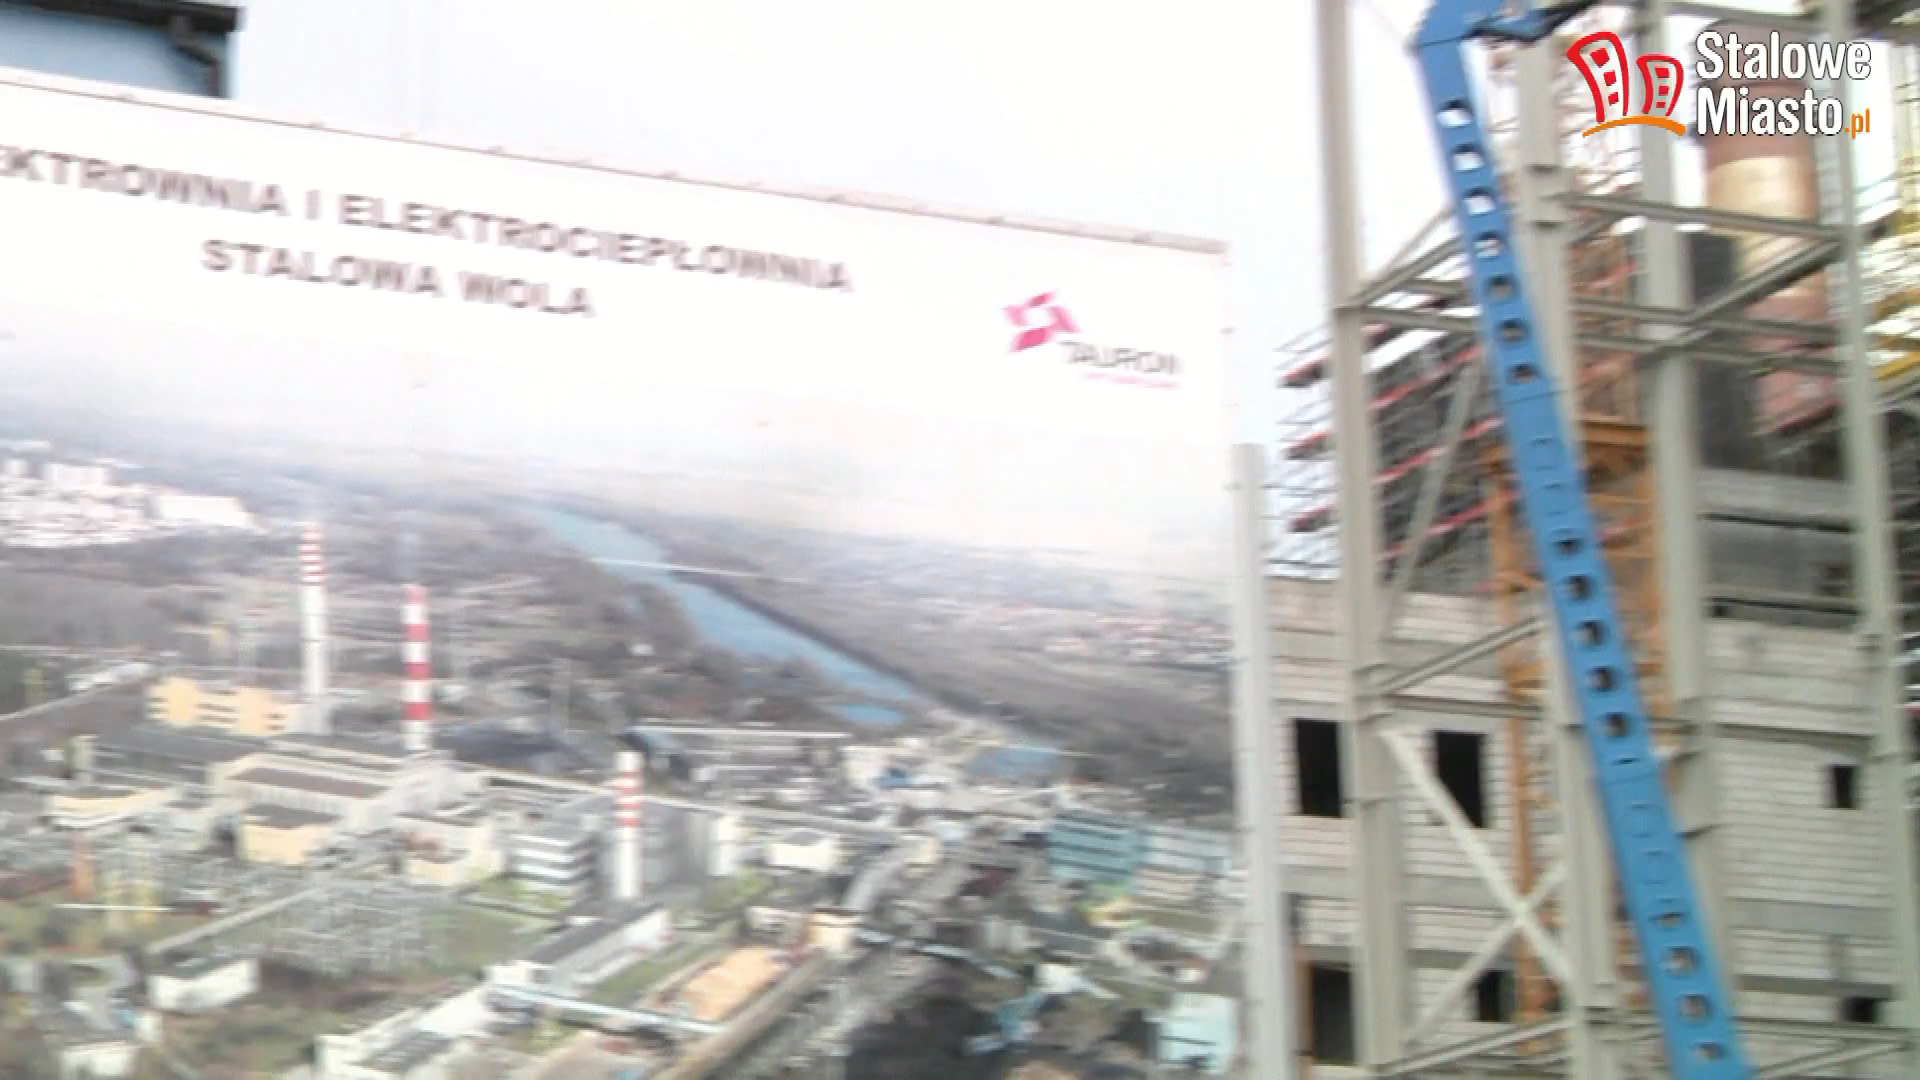 Stalowe
Miasto.pl
EKTROWNIA I ELEKTROCIEPŁOWNIA
STALOWA WOLA
TAURON